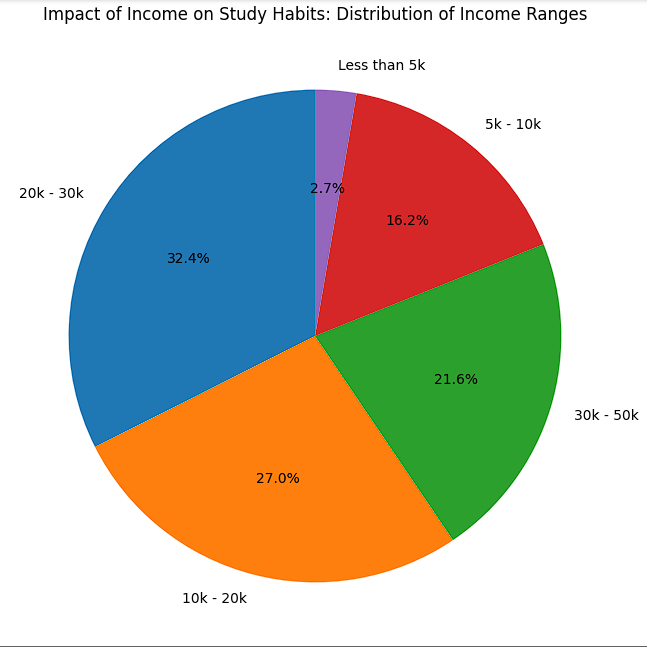 Impact of Income on Study Habits: Distribution of Income Ranges
Less than 5k
5k - 10k
20k - 30k
2.7%
16.2%
32.4%
21.6%
30k - 50k
27.0%
10k - 20k